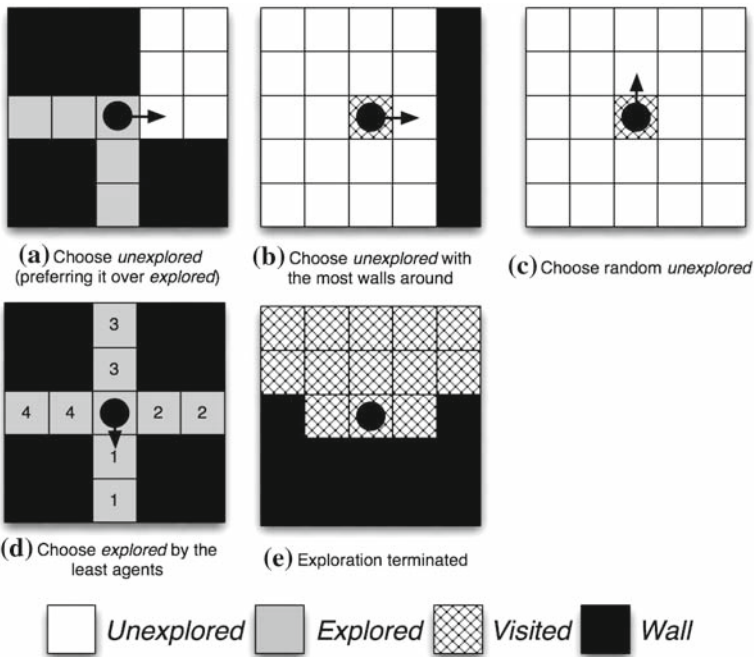 (a) Choose unexplored
(preferring it over explored)
(b) Choose unexplored with
the most walls around
(c) Choose random unexplored
3
3
4 4 2 2
1
1
(d) Choose explored by the
least agents
(e) Exploration terminated
Unexplored Explored Visited Wall